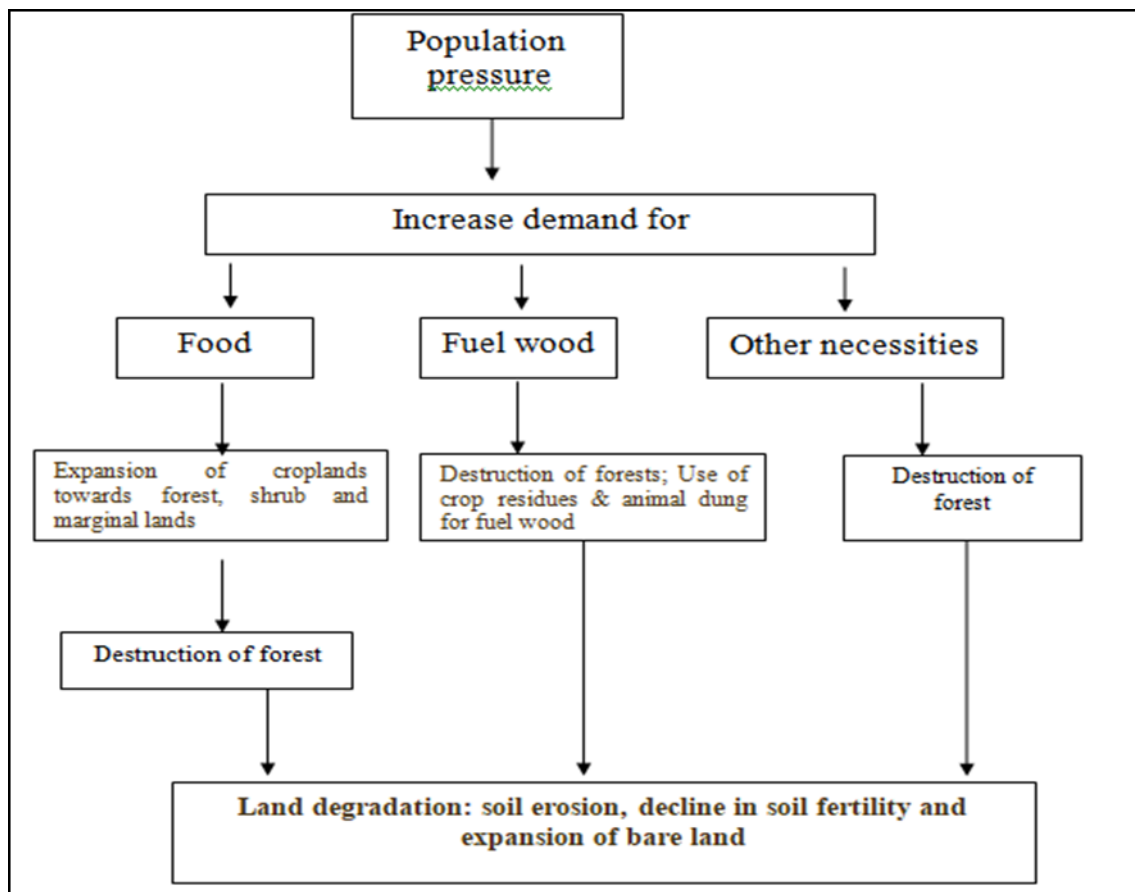 Population
pressure
Increase demand for
Food
Fuel wood
Other necessities
Expansion of croplands
towards forest, shrub and
marginal lands
Destruction of forests; Use of
crop residues & animal dung
for fuel wood
Destruction of
forest
Destruction of forest
Land degradation: soil erosion, decline in soil fertility and
expansion of bare land